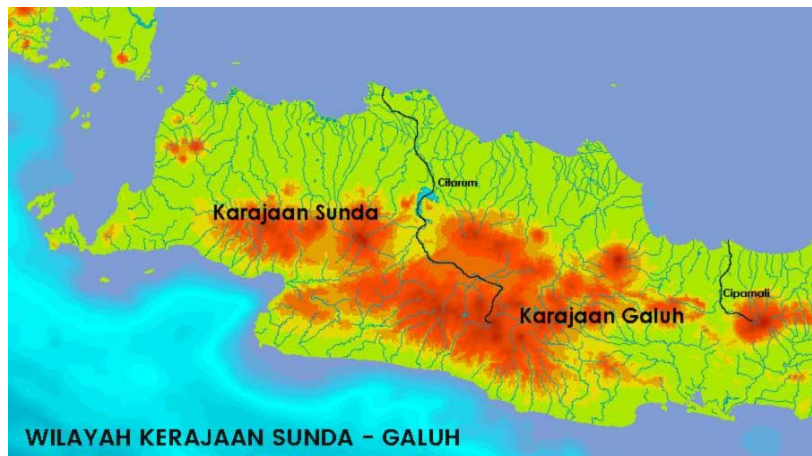 Citarum
Karajaan Sunda
Cipamali
Karajaan Galuh
WILAYAH KERAJAAN SUNDA - GALUH